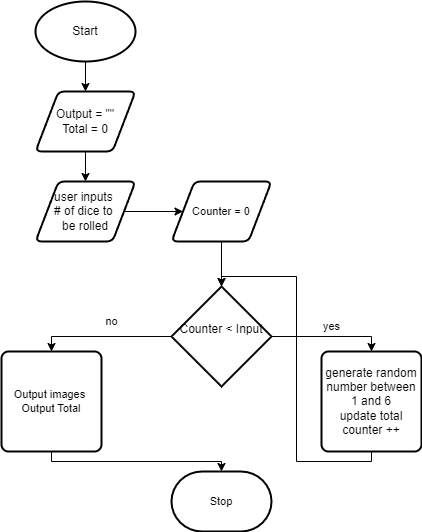 Start
Output = ""
Total = 0
user inputs
# of dice to
be rolled
Counter = 0
Counter < Input
no
yes
Output images
Output Total
generate random
number between
1 and 6
update total
counter ++
Stop